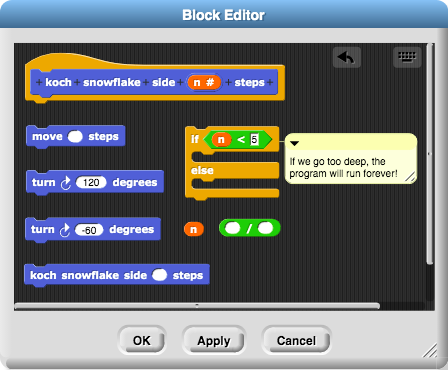 Block Editor
+ koch + snowflake + side + n # + steps +
move steps
if n < 5
If we go too deep, the
program will run forever!
else
turn 120 degrees
turn -60 degrees
n
/
koch snowflake side steps
OK
Apply
Cancel